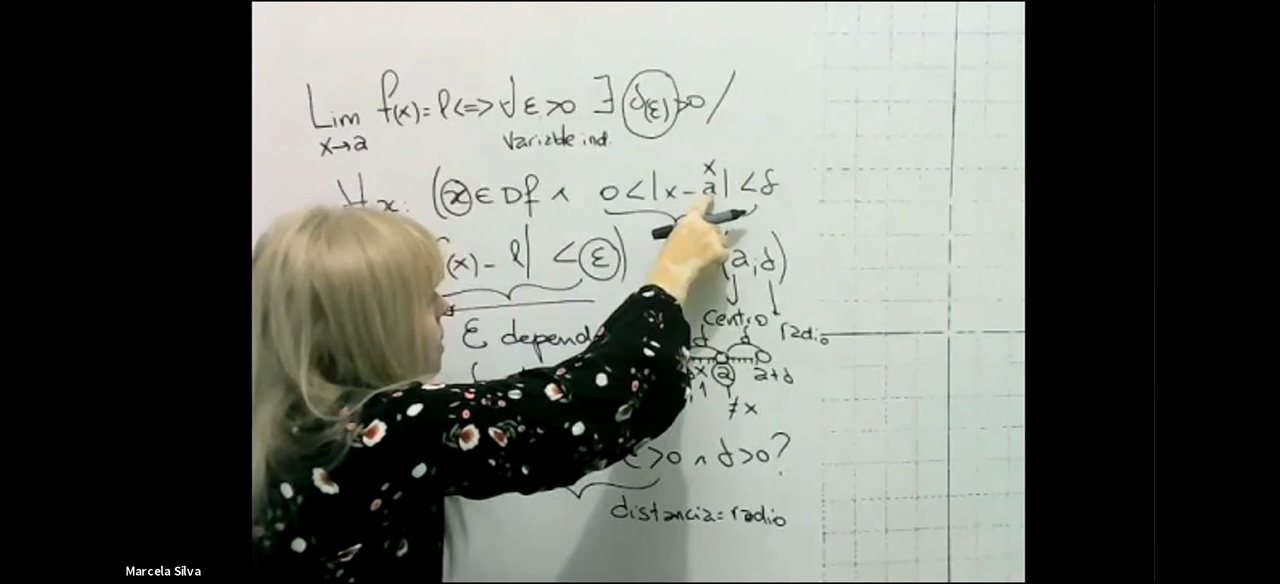 Lim f(x) = l <=> ∀ ε>0 ∃ δ(ε)>0 /
x→a
Variable ind.
x
∀x: (x ∈ Df ∧ 0<|x-a|<δ
(x) - l| < ε)
(a, δ)
centro
radio
ε depend
δ δ
x a a+δ
≠ x
>0 ∧ δ>0?
distancia = radio
Marcela Silva